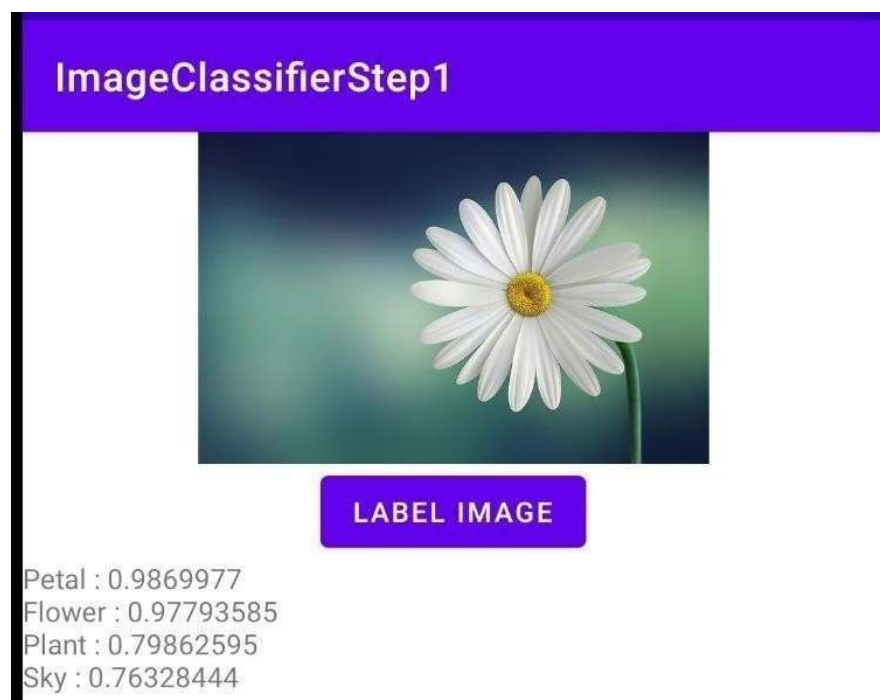 ImageClassifierStep1
LABEL IMAGE
Petal : 0.9869977
Flower : 0.97793585
Plant : 0.79862595
Sky : 0.76328444